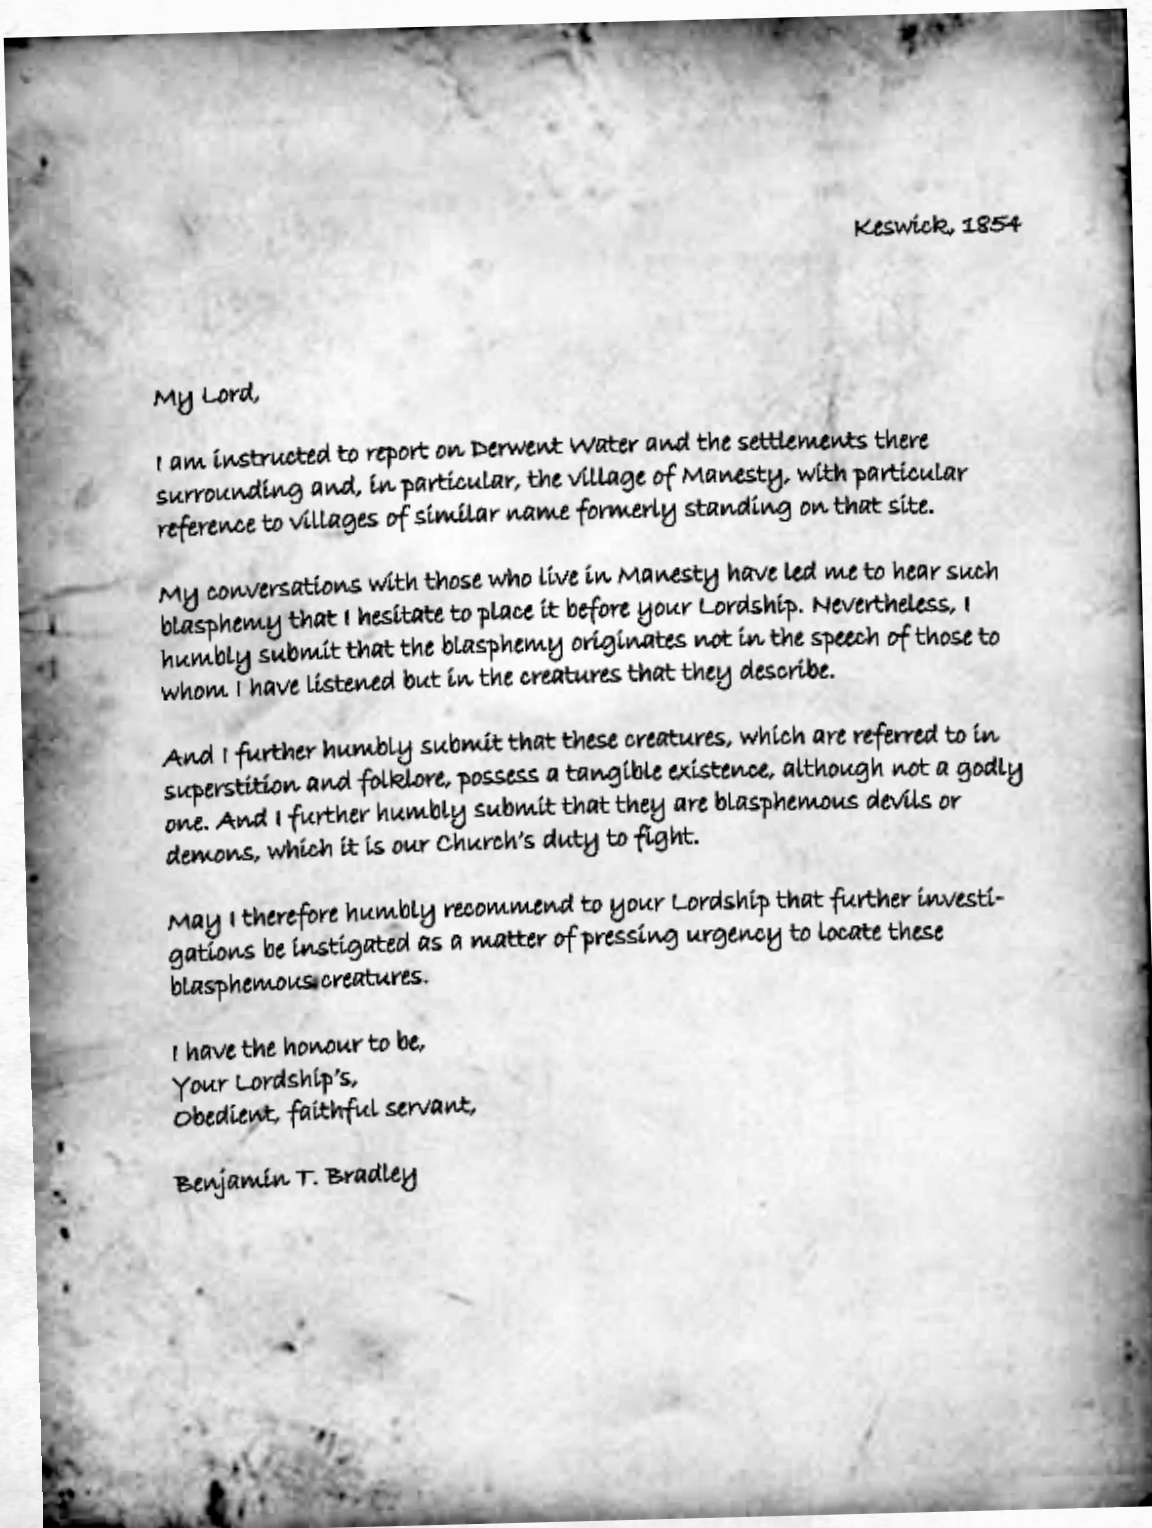 Keswick, 1854
My Lord,
I am instructed to report on Derwent Water and the settlements there
surrounding and, in particular, the village of Manesty, with particular
reference to villages of similar name formerly standing on that site.
My conversations with those who live in Manesty have led me to hear such
blasphemy that I hesitate to place it before your Lordship. Nevertheless, I
humbly submit that the blasphemy originates not in the speech of those to
whom I have listened but in the creatures that they describe.
And I further humbly submit that these creatures, which are referred to in
superstition and folklore, possess a tangible existence, although not a godly
one. And I further humbly submit that they are blasphemous devils or
demons, which it is our Church's duty to fight.
May I therefore humbly recommend to your Lordship that further investi-
gations be instigated as a matter of pressing urgency to locate these
blasphemous creatures.
I have the honour to be,
Your Lordship's,
Obedient, faithful servant,
Benjamin T. Bradley